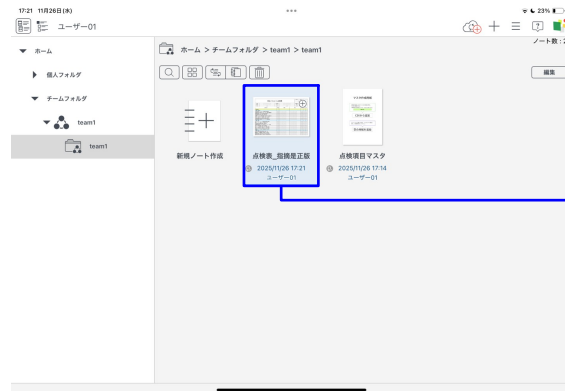 17:21 11月26日(水)
23%
ユーザー01
ノート数:2
ホーム
ホーム > チームフォルダ > team1 > team1
個人フォルダ
編集
チームフォルダ
team1
team1
新規ノート作成
点検表_指摘是正版
点検項目マスタ
2025/11/26 17:21
2025/11/26 17:14
ユーザー01
ユーザー01